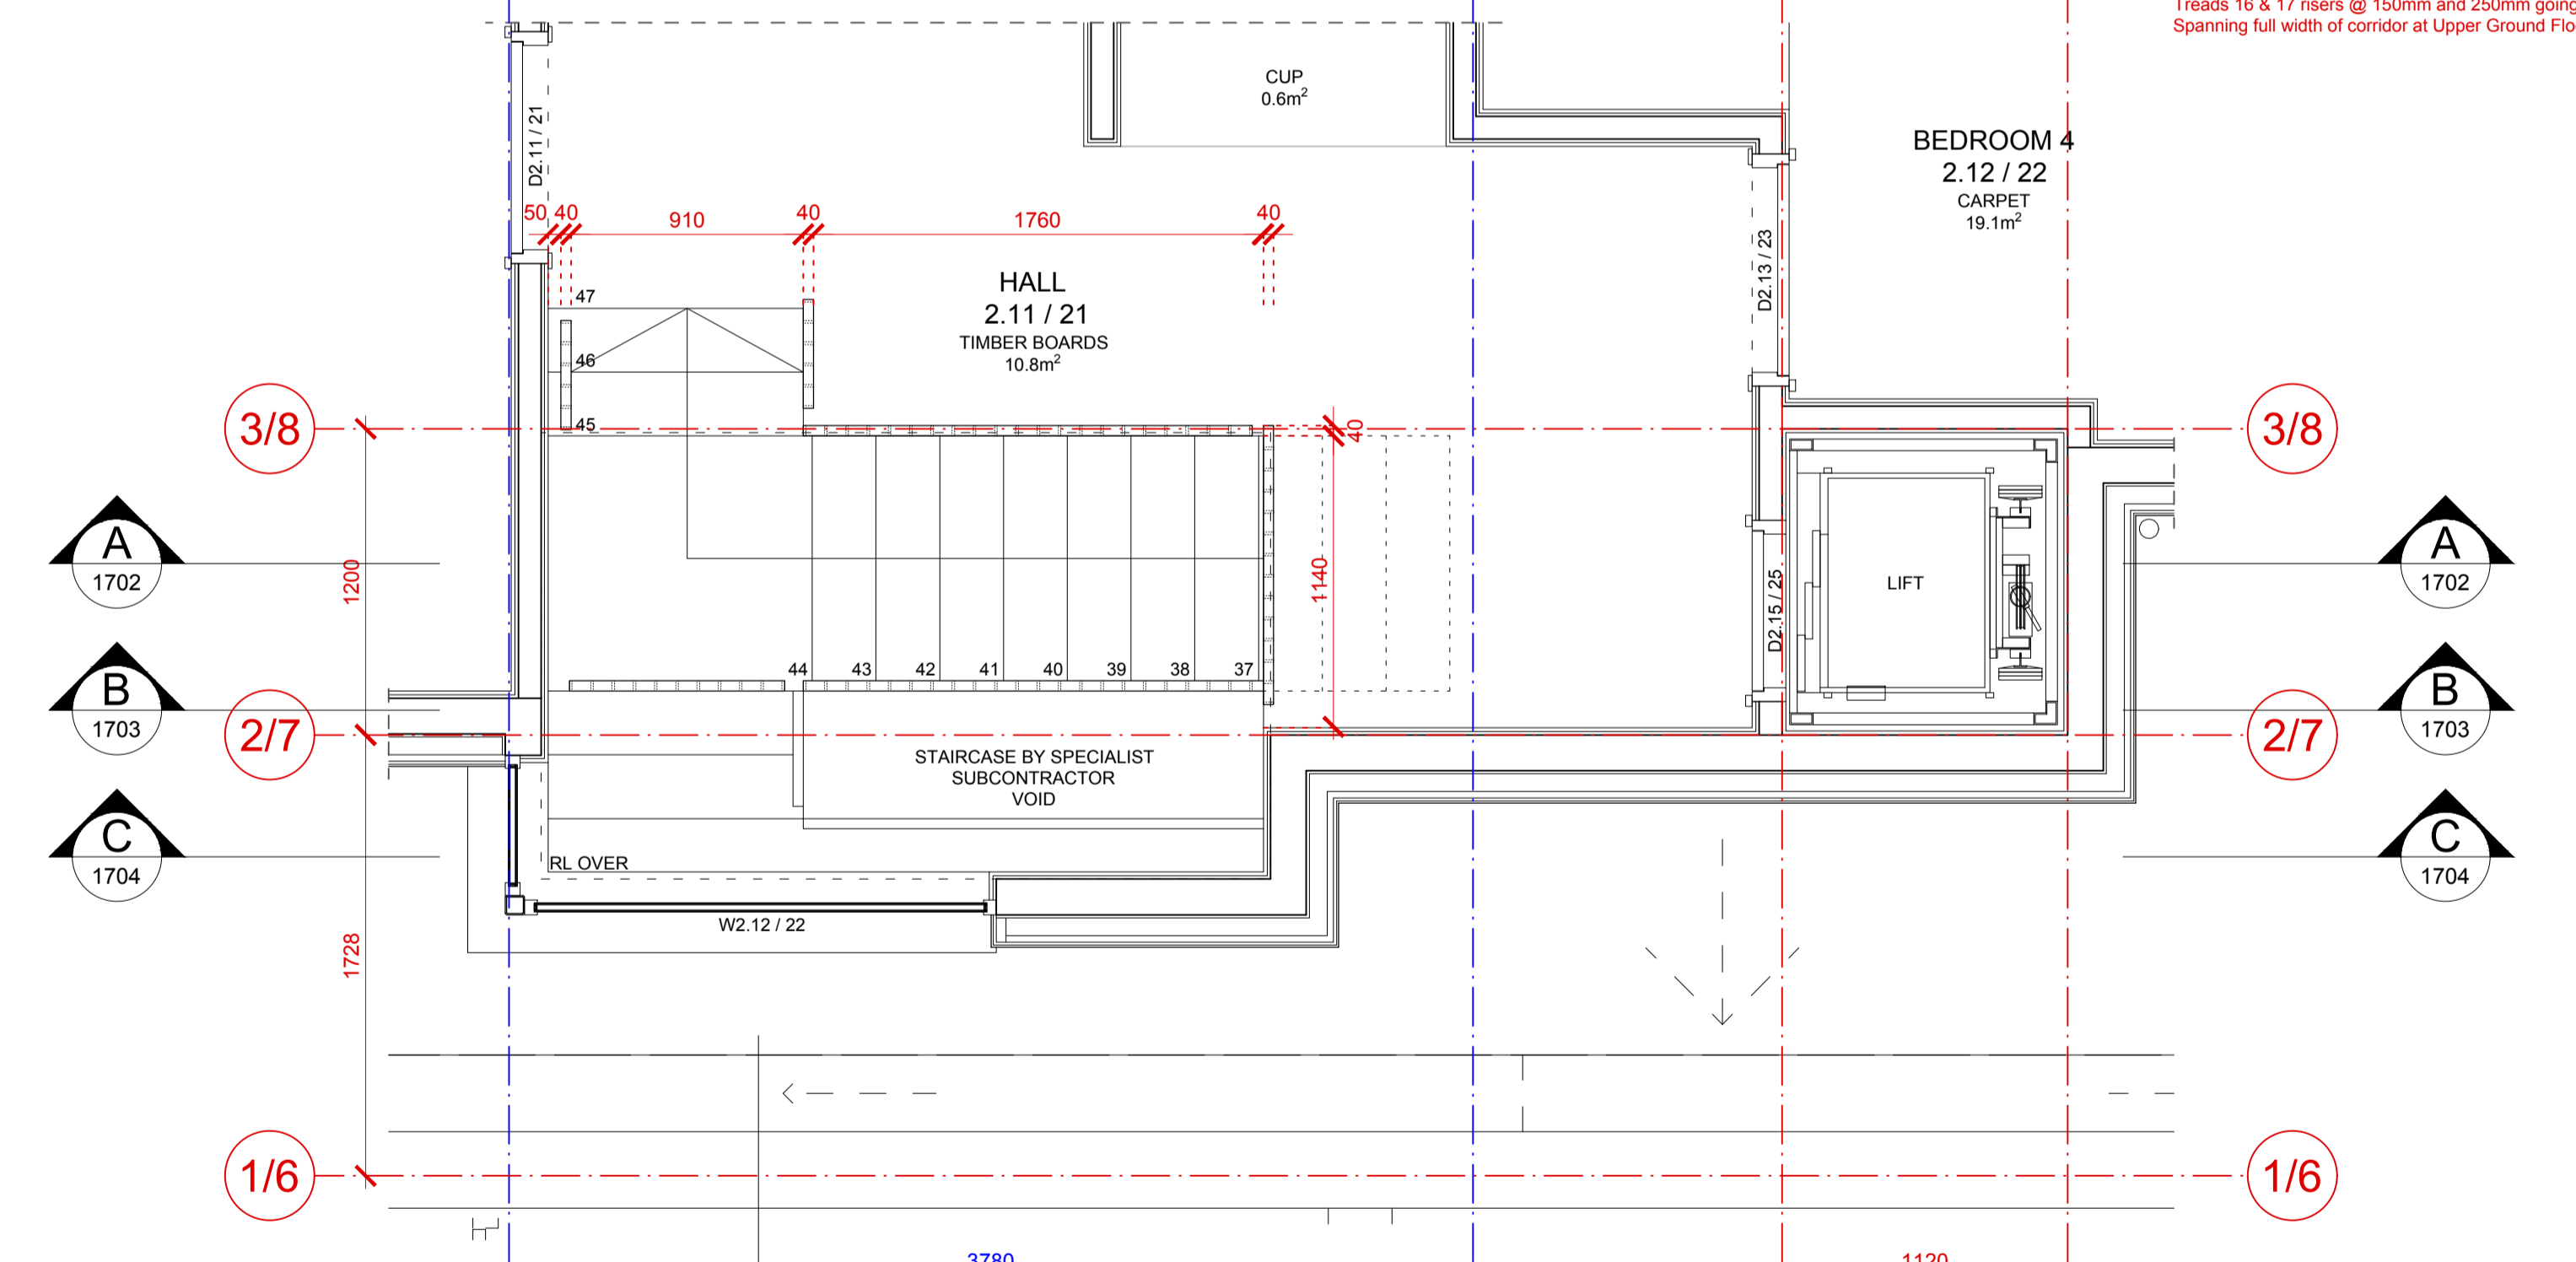 Treads 16 & 17 risers @ 150mm and 250mm going
Spanning full width of corridor at Upper Ground Flo
CUP
0.6m²
D2.11 / 21
BEDROOM 4
2.12 / 22
CARPET
19.1m²
50 40 910 40 1760 40
D2.13 / 23
HALL
2.11 / 21
TIMBER BOARDS
10.8m²
47
46
45
3/8
40
3/8
A
1702
1200
1140
LIFT
D2.15 / 25
A
1702
44 43 42 41 40 39 38 37
B
1703
2/7
2/7
B
1703
STAIRCASE BY SPECIALIST
SUBCONTRACTOR
VOID
C
1704
RL OVER
C
1704
W2.12 / 22
1728
1/6
1/6
3780
1120